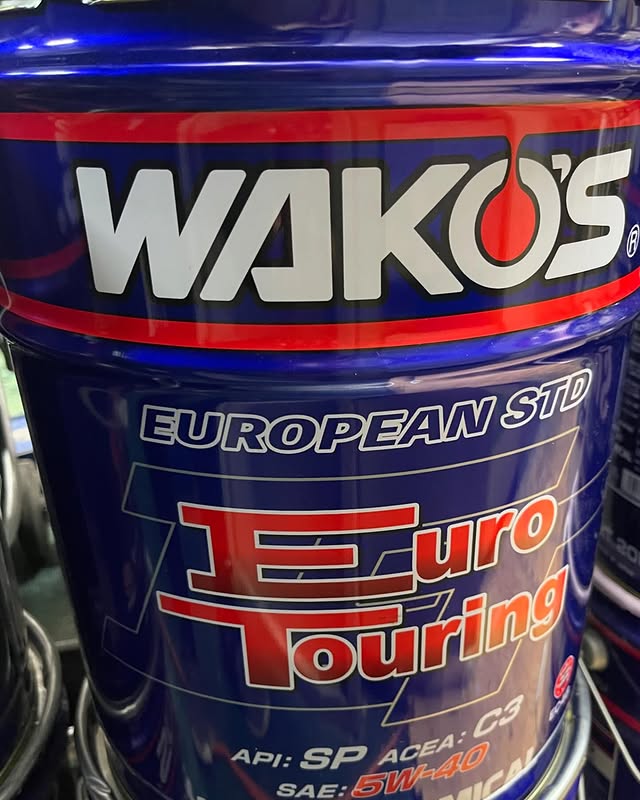 WAKO'S®
EUROPEAN STD
Euro
Touring
API: SP ACEA: C3
SAE: 5W-40